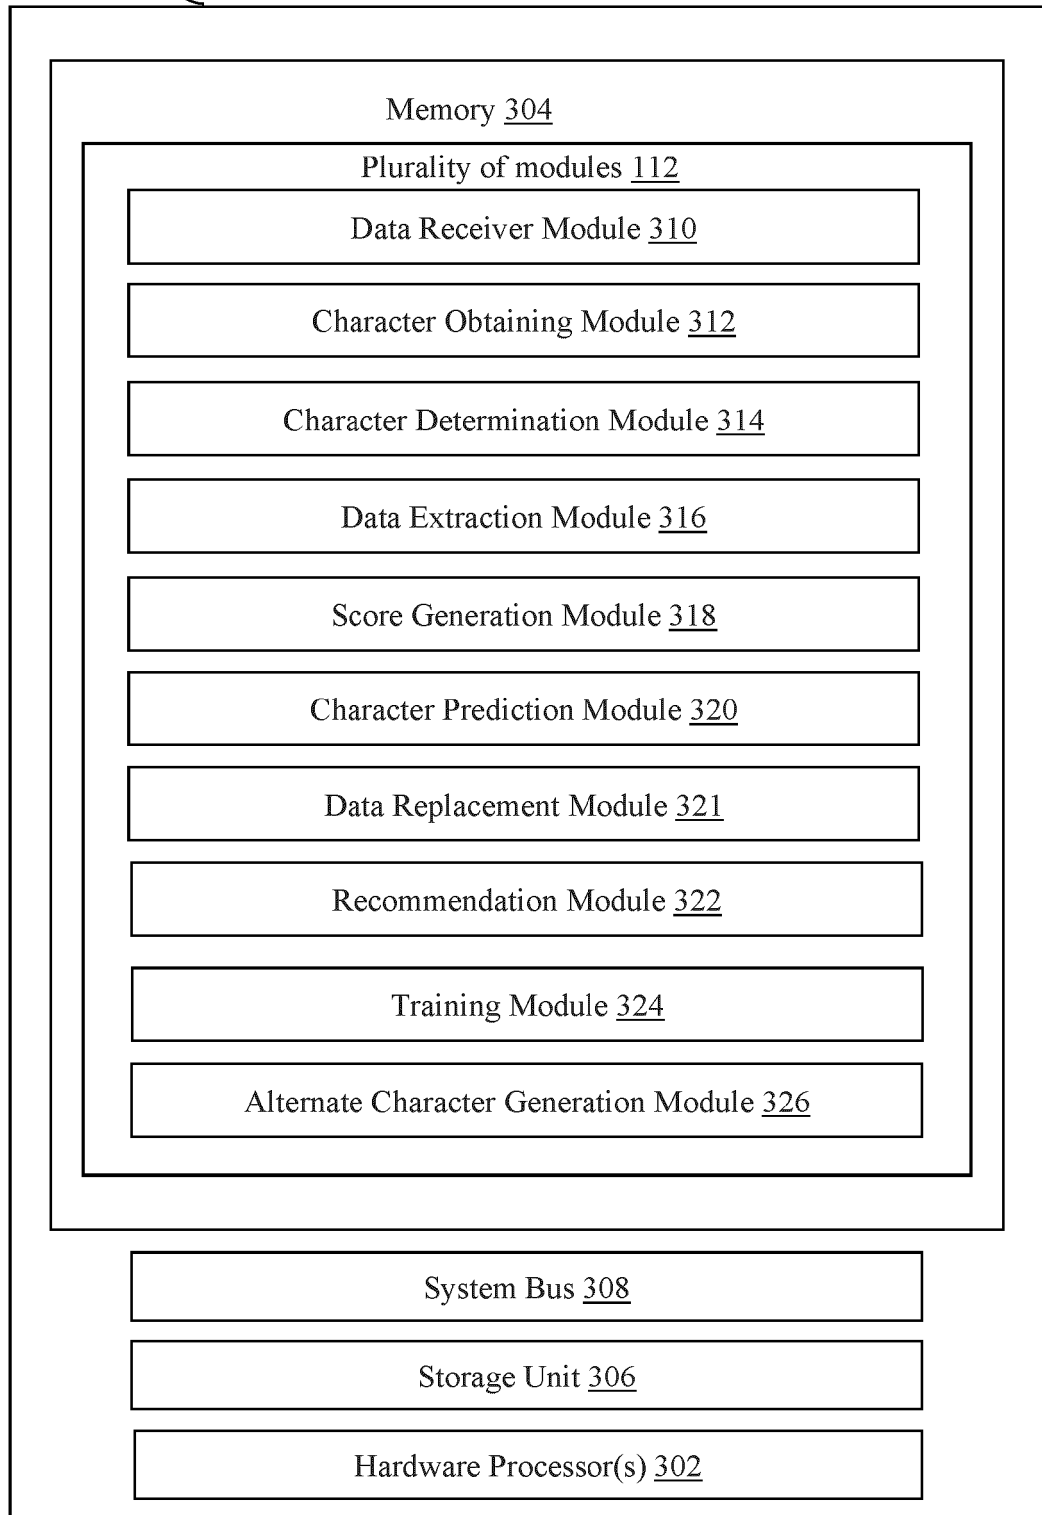 Memory 304
Plurality of modules 112
Data Receiver Module 310
Character Obtaining Module 312
Character Determination Module 314
Data Extraction Module 316
Score Generation Module 318
Character Prediction Module 320
Data Replacement Module 321
Recommendation Module 322
Training Module 324
Alternate Character Generation Module 326
System Bus 308
Storage Unit 306
Hardware Processor(s) 302